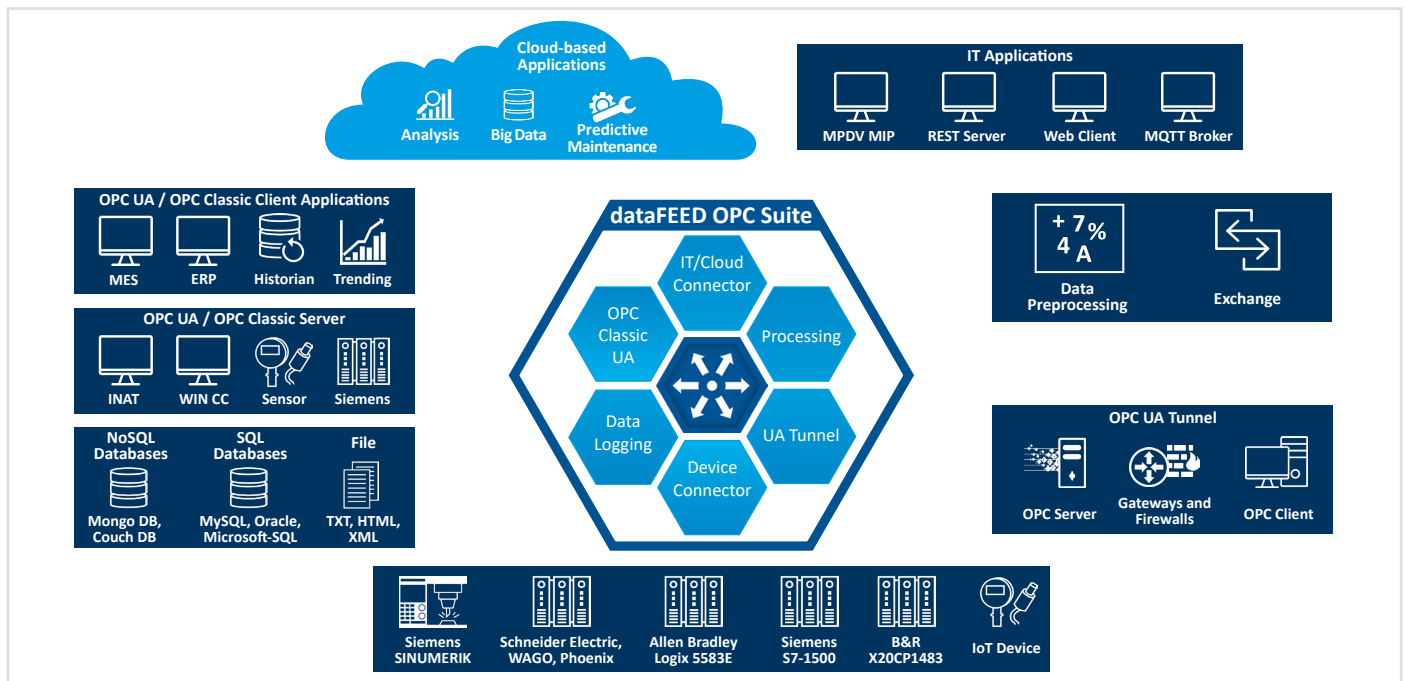 Cloud-based
Applications
Analysis
Big Data
Predictive
Maintenance
IT Applications
MPDV MIP
REST Server
Web Client
MQTT Broker
OPC UA / OPC Classic Client Applications
MES
ERP
Historian
Trending
OPC UA / OPC Classic Server
INAT
WIN CC
Sensor
Siemens
NoSQL
Databases
SQL
Databases
File
Mongo DB,
Couch DB
MySQL, Oracle,
Microsoft-SQL
TXT, HTML,
XML
dataFEED OPC Suite
IT/Cloud
Connector
OPC
Classic
UA
Processing
Data
Logging
UA Tunnel
Device
Connector
+ 7%
4 A
Data
Preprocessing
Exchange
OPC UA Tunnel
OPC Server
Gateways and
Firewalls
OPC Client
Siemens
SINUMERIK
Schneider Electric,
WAGO, Phoenix
Allen Bradley
Logix 5583E
Siemens
S7-1500
B&R
X20CP1483
IoT Device